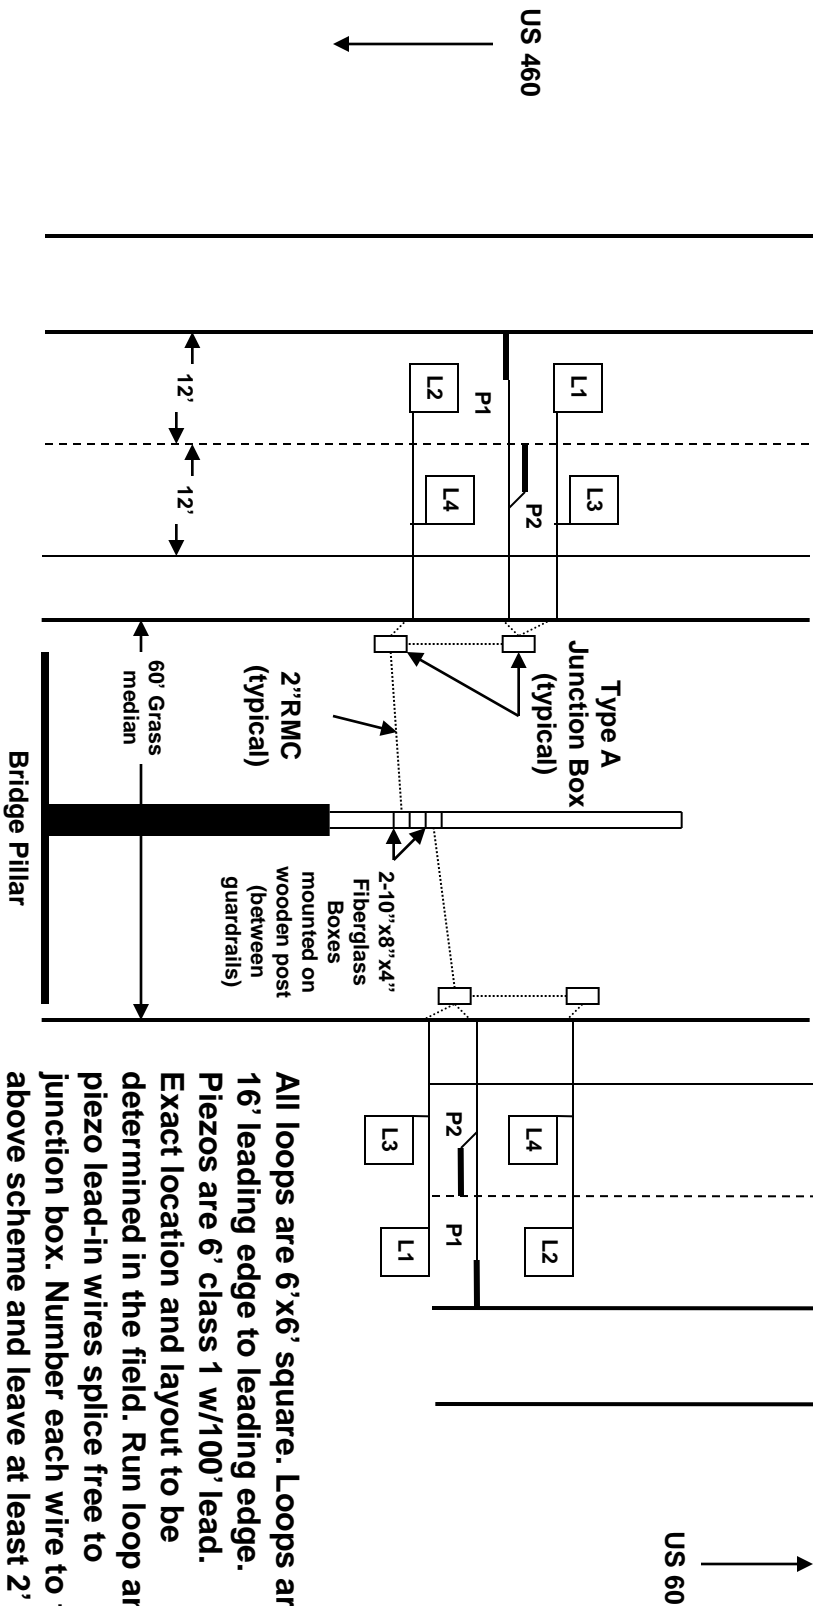 US 460
12’
12’
L1
L2
P1
L3
L4
P2
Type A
Junction Box
(typical)
2”RMC
(typical)
60’ Grass
median
Bridge Pillar
2-10”x8”x4”
Fiberglass
Boxes
mounted on
wooden post
(between
guardrails)
P2
L4
L3
P1
L2
L1
All loops are 6’x6’ square. Loops
16’ leading edge to leading edge.
Piezos are 6’ class 1 w/100’ lead.
Exact location and layout to be
determined in the field. Run loop
piezo lead-in wires splice free to
junction box. Number each wire to
above scheme and leave at least 2’
US 60